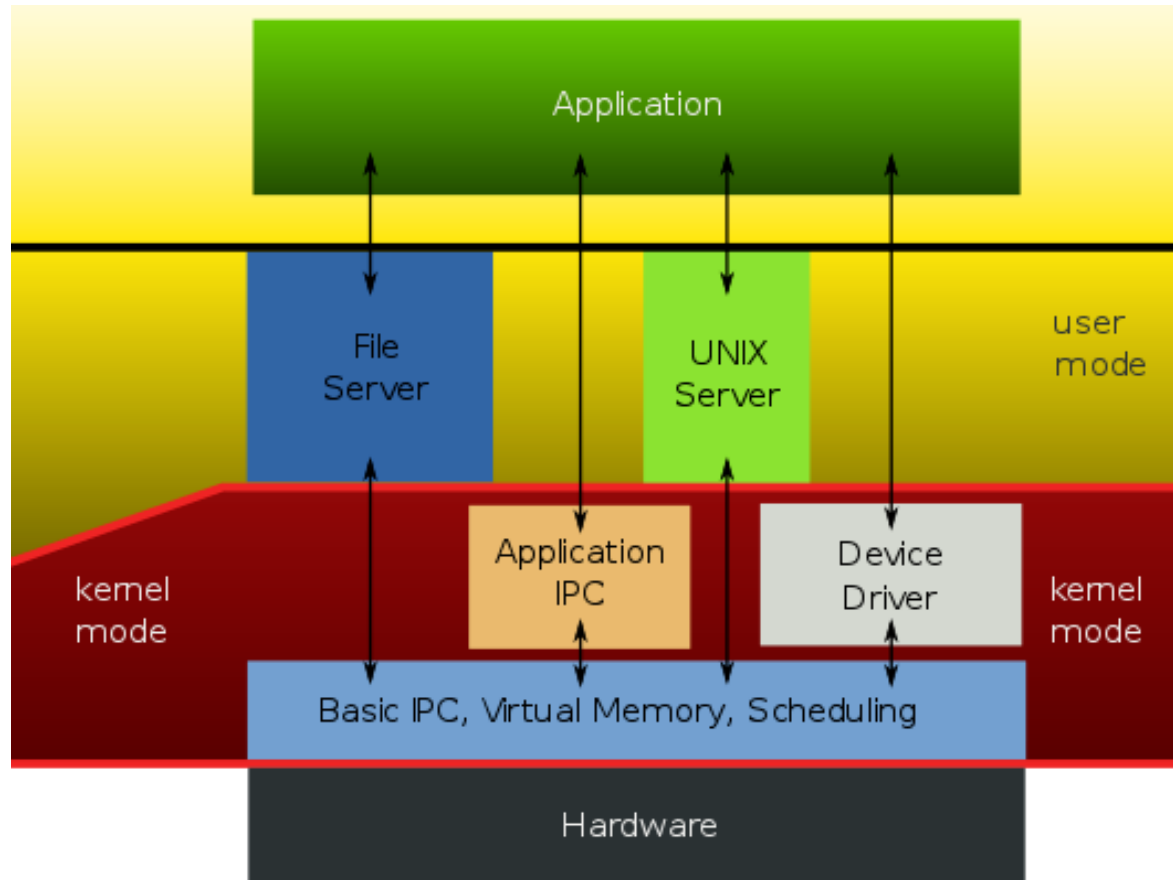 Application
File
Server
UNIX
Server
user
mode
Application
IPC
Device
Driver
kernel
mode
kernel
mode
Basic IPC, Virtual Memory, Scheduling
Hardware